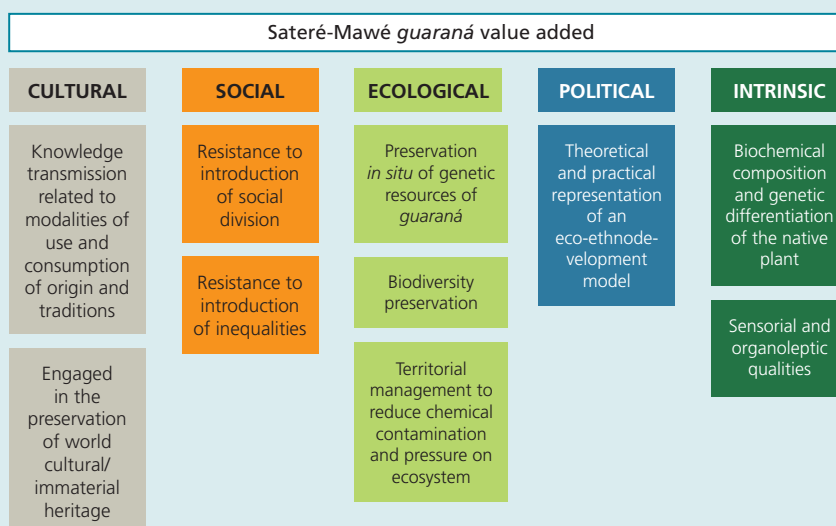 Sateré-Mawé guaraná value added
CULTURAL
Knowledge
transmission
related to
modalities of
use and
consumption
of origin and
traditions
Engaged
in the
preservation
of world
cultural/
immaterial
heritage
SOCIAL
Resistance to
introduction
of social
division
Resistance to
introduction
of inequalities
ECOLOGICAL
Preservation
in situ of genetic
resources of
guaraná
Biodiversity
preservation
Territorial
management to
reduce chemical
contamination
and pressure on
ecosystem
POLITICAL
Theoretical
and practical
representation
of an
eco-ethnode-
velopment
model
INTRINSIC
Biochemical
composition
and genetic
differentiation
of the native
plant
Sensorial and
organoleptic
qualities